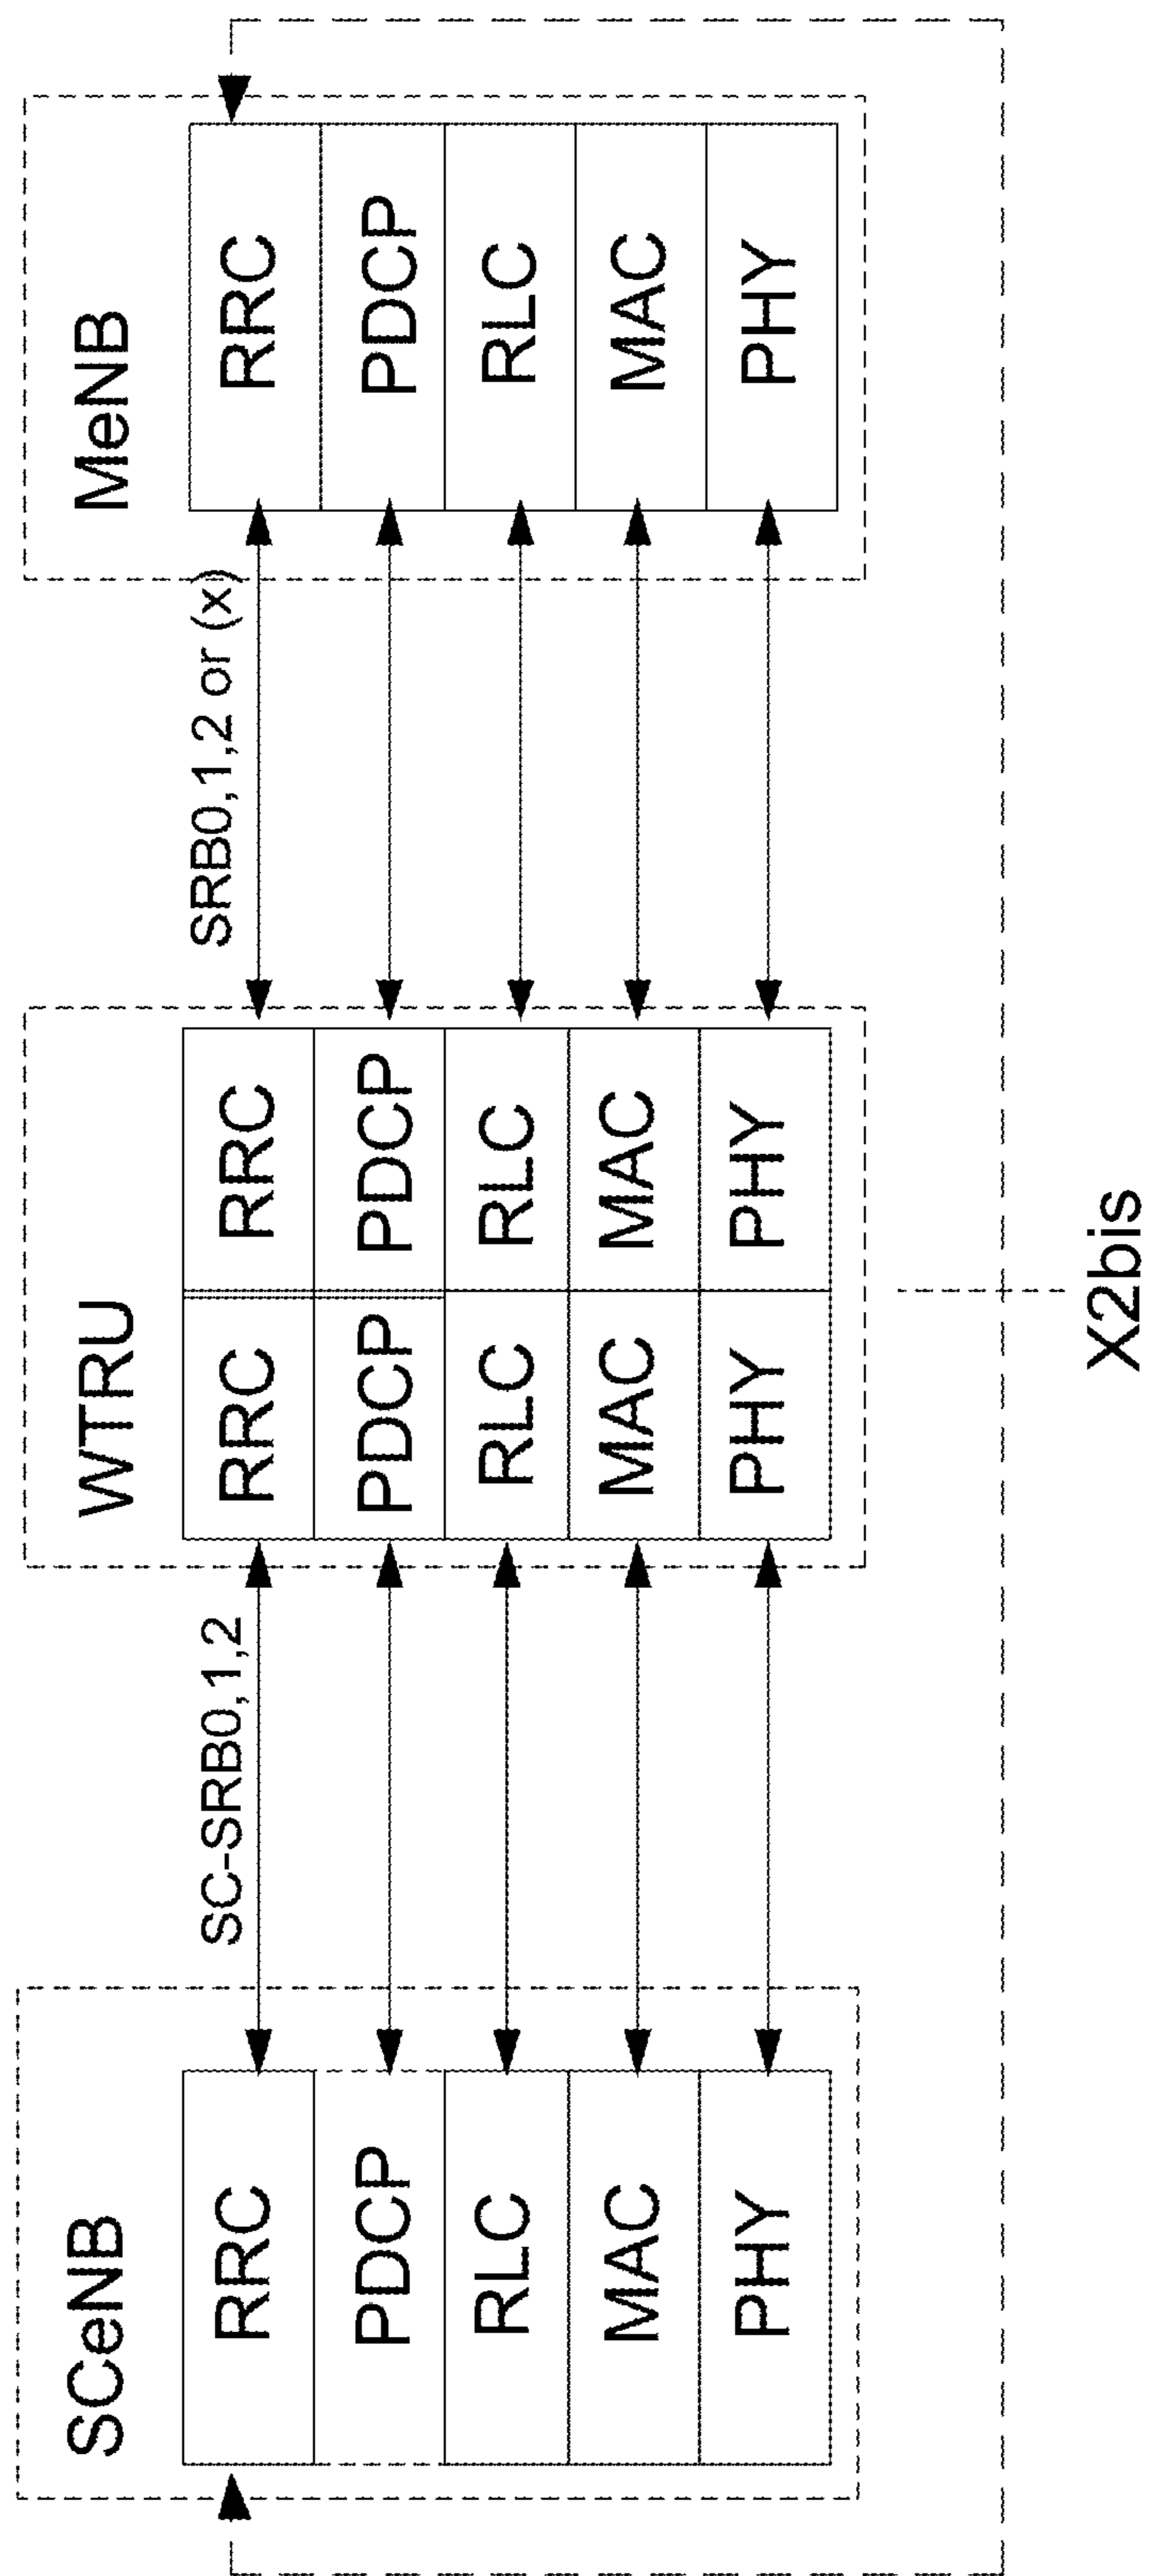 SCeNB
RRC
PDCP
RLC
MAC
PHY
SC-SRB0,1,2
WTRU
RRC RRC
PDCP PDCP
RLC RLC
MAC MAC
PHY PHY
SRB0,1,2 or (x)
MeNB
RRC
PDCP
RLC
MAC
PHY
X2bis